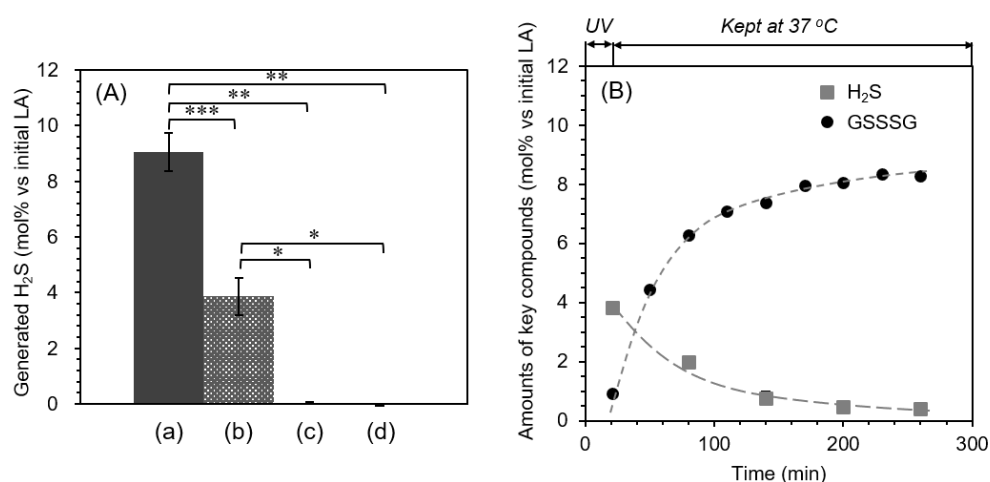 (A)
Generated H₂S (mol% vs initial LA)
12
10
8
6
4
2
0
**
**
***
*
*
(a) (b) (c) (d)
UV Kept at 37 °C
(B)
H₂S
GSSSG
Amounts of key compounds (mol% vs initial LA)
12
10
8
6
4
2
0
0 100 200 300
Time (min)